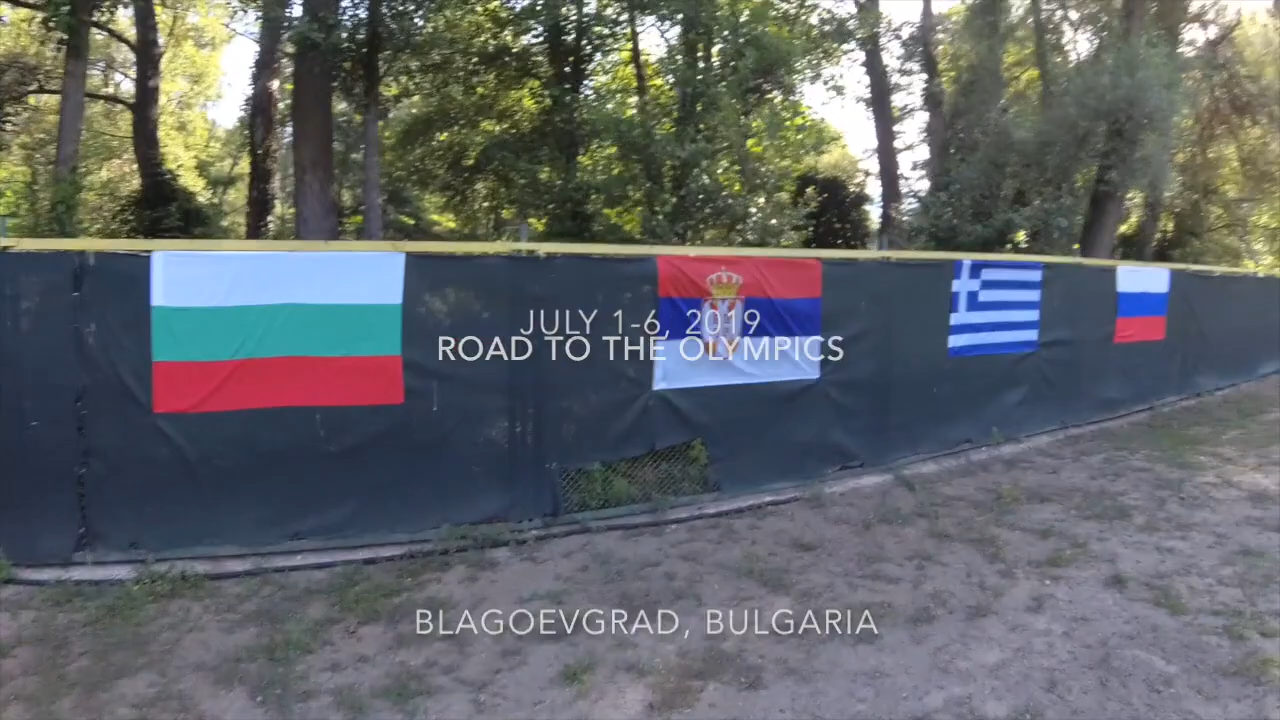 JULY 1-6, 2019
ROAD TO THE OLYMPICS
BLAGOEVGRAD, BULGARIA